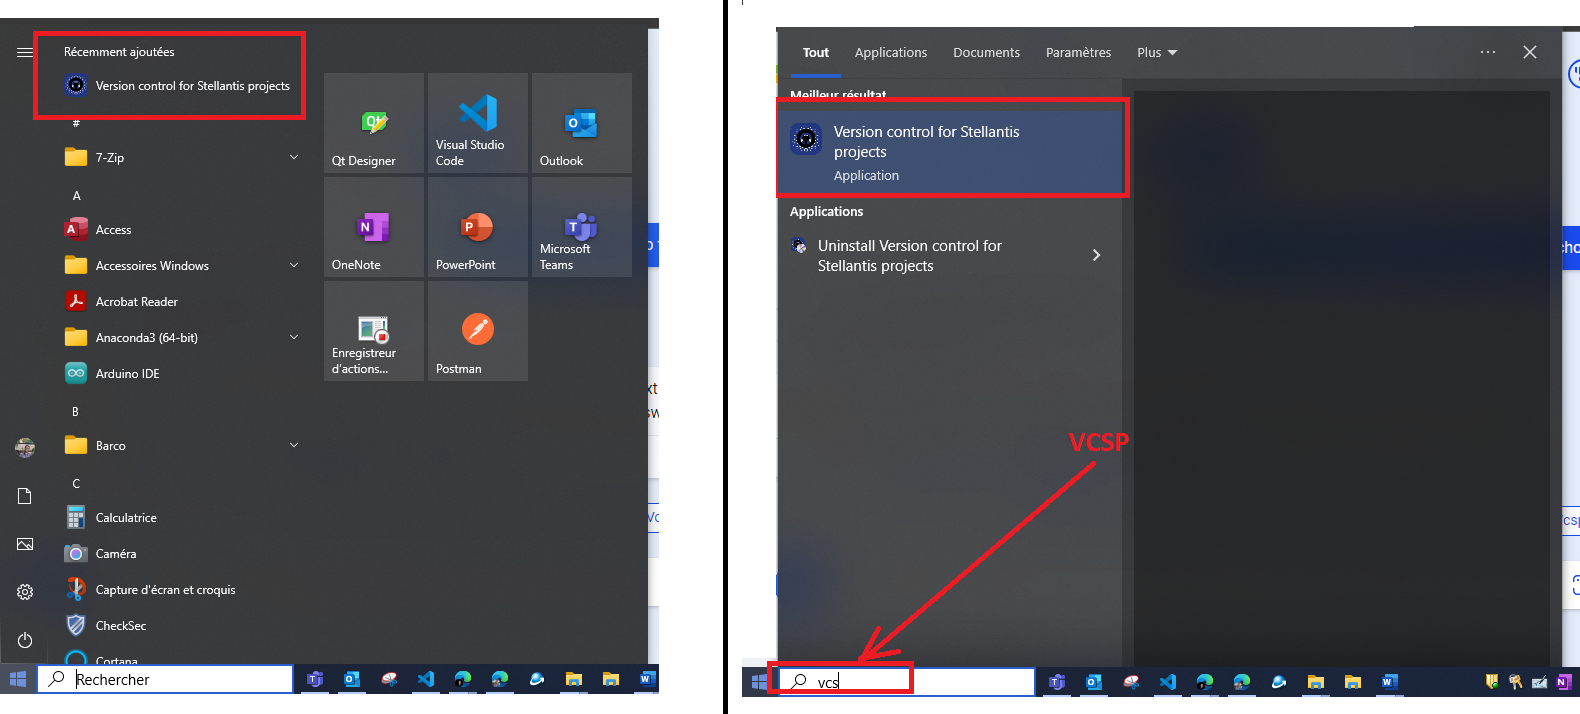 Récemment ajoutées
Version control for Stellantis projects
#
7-Zip
A
Access
Accessoires Windows
Acrobat Reader
Anaconda3 (64-bit)
Arduino IDE
B
Barco
C
Calculatrice
Caméra
Capture d'écran et croquis
CheckSec
Cortana
Qt Designer
Visual Studio
Code
Outlook
OneNote
PowerPoint
Microsoft
Teams
Enregistreur
d'actions...
Postman
Rechercher
Tout
Applications
Documents
Paramètres
Plus
Meilleur résultat
Version control for Stellantis
projects
Application
Applications
Uninstall Version control for
Stellantis projects
VCSP
vcs